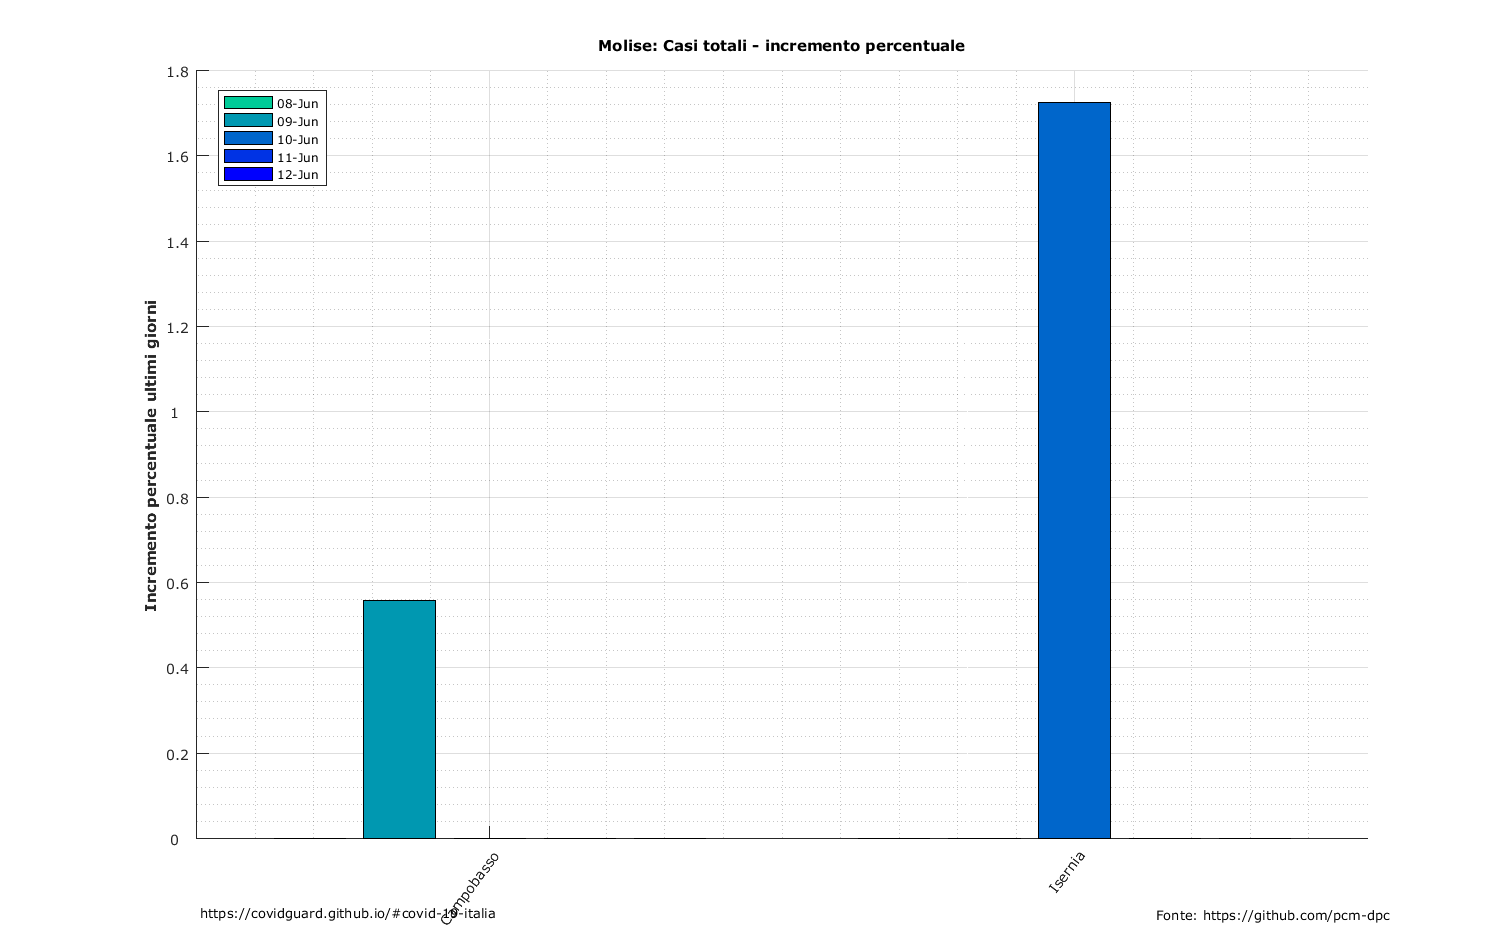 Molise: Casi totali - incremento percentuale
1.8
1.6
1.4
1.2
1
0.8
0.6
0.4
0.2
0
Incremento percentuale ultimi giorni
08-Jun
09-Jun
10-Jun
11-Jun
12-Jun
Campobasso
Isernia
https://covidguard.github.io/#covid-19-italia
Fonte: https://github.com/pcm-dpc